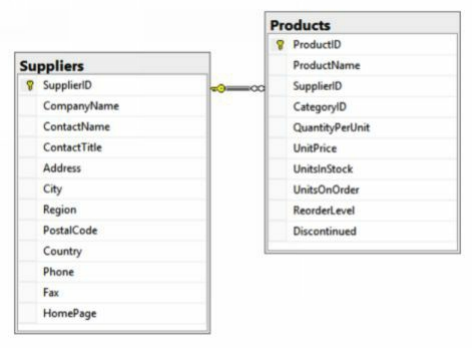 Suppliers
SupplierID
CompanyName
ContactName
ContactTitle
Address
City
Region
PostalCode
Country
Phone
Fax
HomePage
Products
ProductID
ProductName
SupplierID
CategoryID
QuantityPerUnit
UnitPrice
UnitsInStock
UnitsOnOrder
ReorderLevel
Discontinued